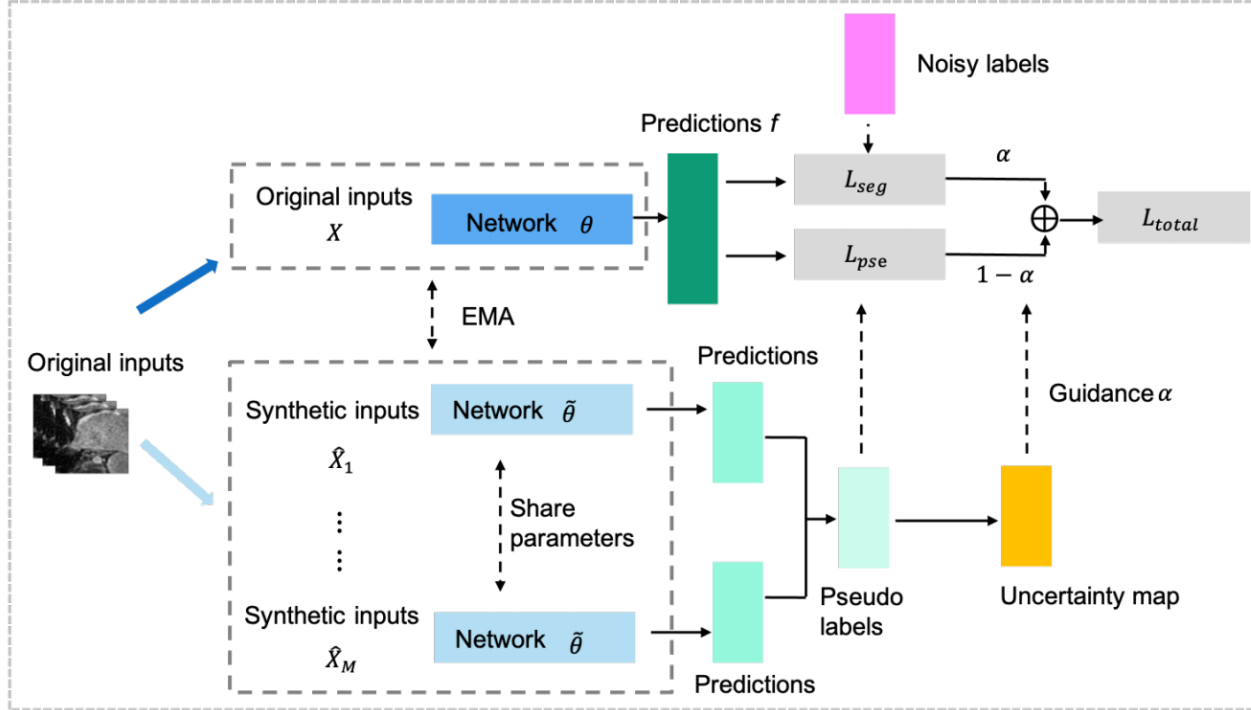 Noisy labels
Predictions f
Original inputs
X
Network θ
L_seg
α
L_total
L_pse
1 − α
EMA
Original inputs
Predictions
Synthetic inputs
Network θ̃
X̂_1
Guidance α
Share
parameters
Synthetic inputs
Network θ̃
X̂_M
Pseudo
labels
Uncertainty map
Predictions